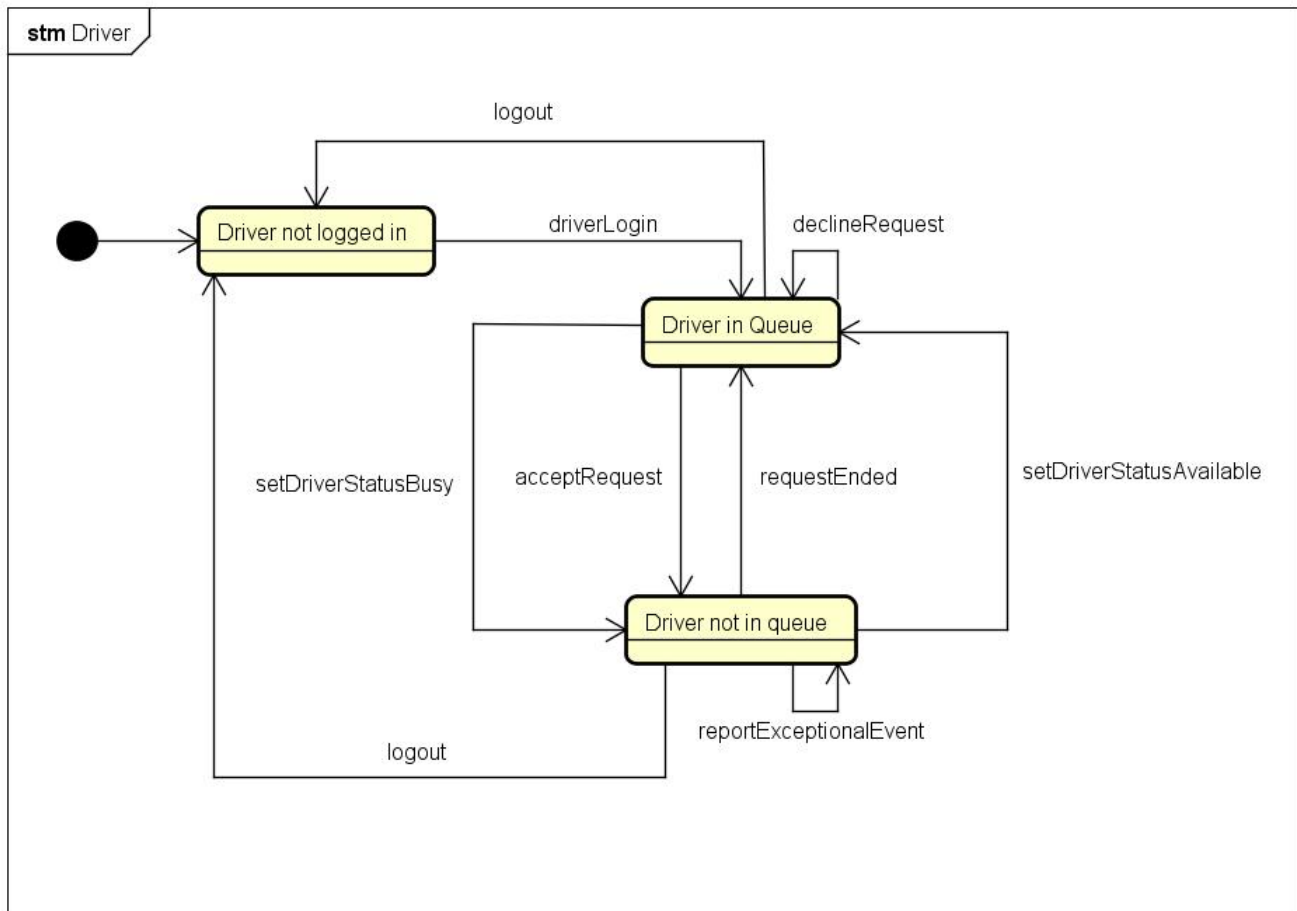 stm Driver
logout
Driver not logged in
driverLogin
declineRequest
Driver in Queue
setDriverStatusBusy
acceptRequest
requestEnded
setDriverStatusAvailable
Driver not in queue
reportExceptionalEvent
logout